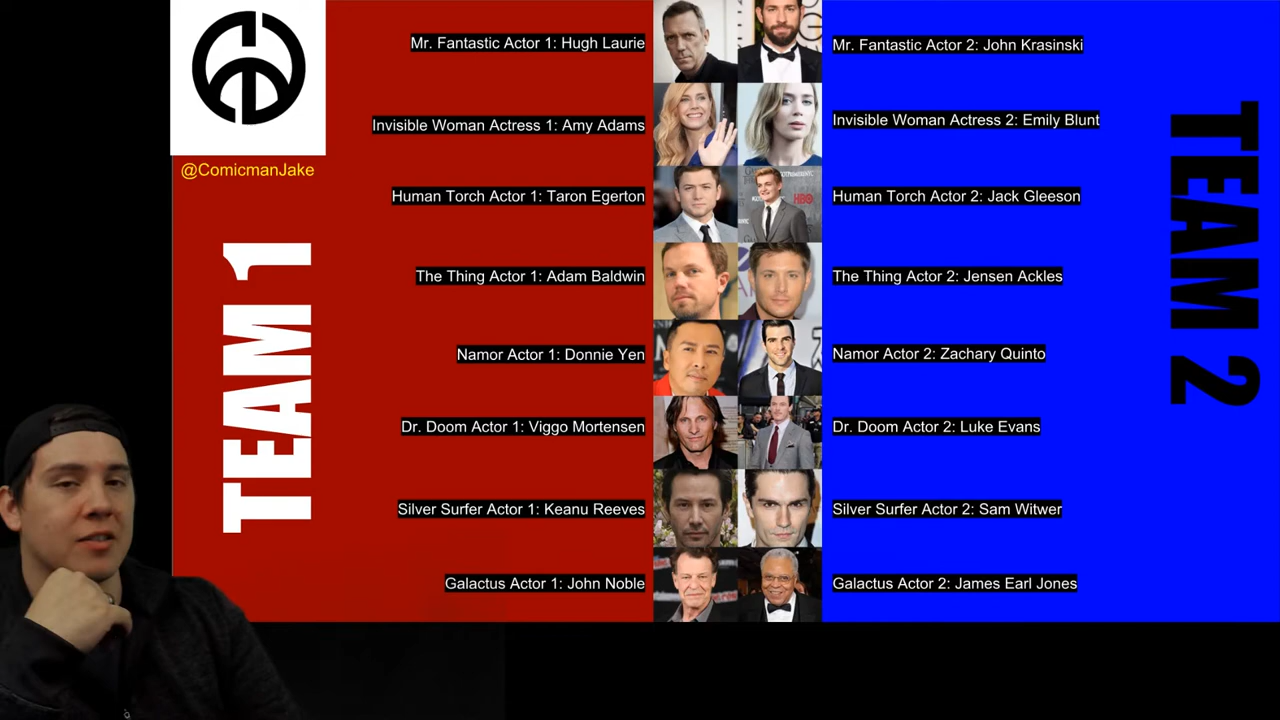 Mr. Fantastic Actor 1: Hugh Laurie
Mr. Fantastic Actor 2: John Krasinski
Invisible Woman Actress 1: Amy Adams
Invisible Woman Actress 2: Emily Blunt
@ComicmanJake
Human Torch Actor 1: Taron Egerton
Human Torch Actor 2: Jack Gleeson
HBO
The Thing Actor 1: Adam Baldwin
The Thing Actor 2: Jensen Ackles
Namor Actor 1: Donnie Yen
Namor Actor 2: Zachary Quinto
Dr. Doom Actor 1: Viggo Mortensen
Dr. Doom Actor 2: Luke Evans
Silver Surfer Actor 1: Keanu Reeves
Silver Surfer Actor 2: Sam Witwer
Galactus Actor 1: John Noble
Galactus Actor 2: James Earl Jones
TEAM 1
TEAM 2